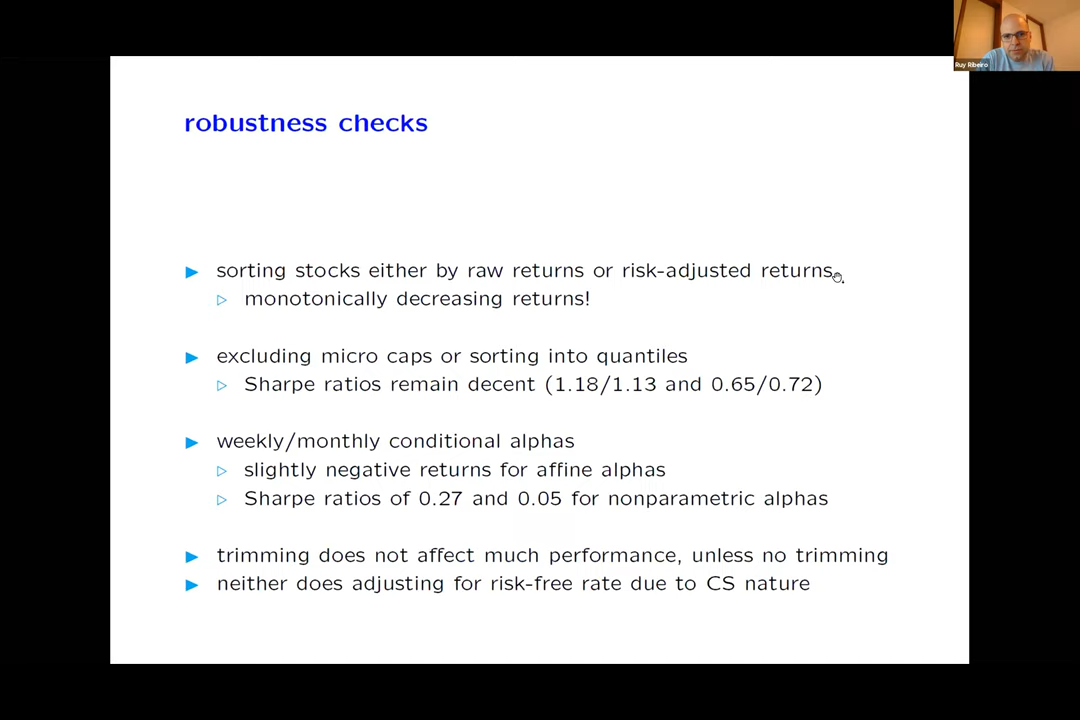 Ruy Ribeiro
robustness checks
sorting stocks either by raw returns or risk-adjusted returns
monotonically decreasing returns!
excluding micro caps or sorting into quantiles
Sharpe ratios remain decent (1.18/1.13 and 0.65/0.72)
weekly/monthly conditional alphas
slightly negative returns for affine alphas
Sharpe ratios of 0.27 and 0.05 for nonparametric alphas
trimming does not affect much performance, unless no trimming
neither does adjusting for risk-free rate due to CS nature